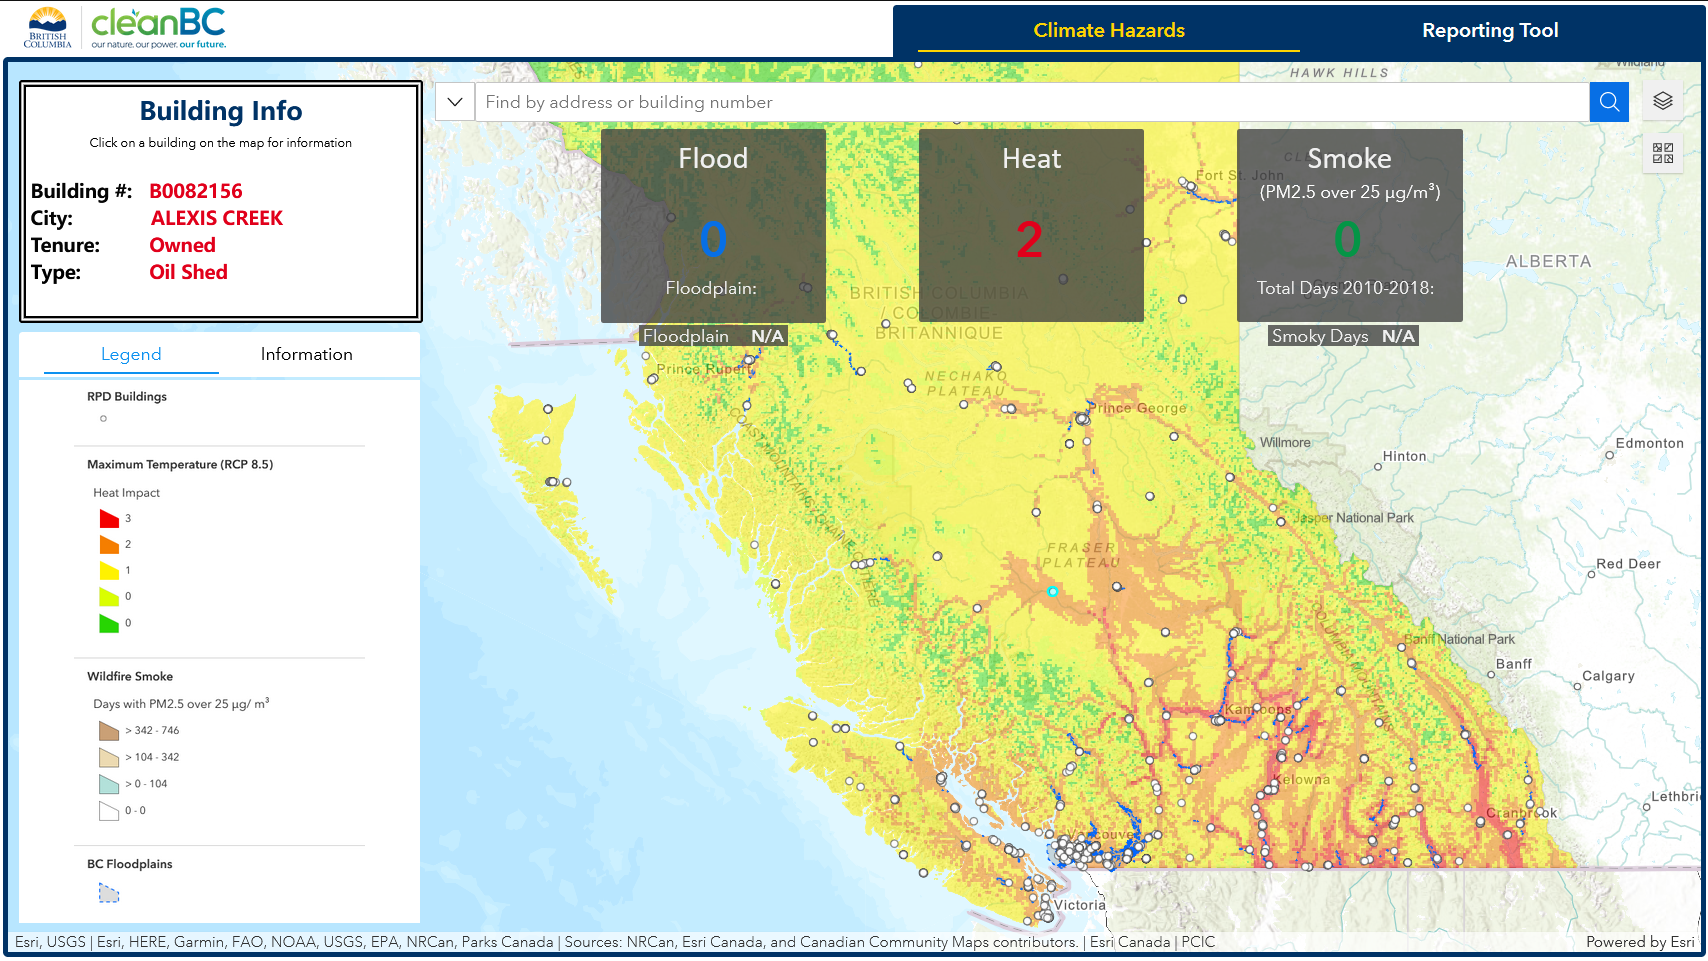 BRITISH
COLUMBIA
cleanBC
our nature. our power. our future.
Climate Hazards
Reporting Tool
Building Info
Click on a building on the map for information
Building #: B0082156
City: ALEXIS CREEK
Tenure: Owned
Type: Oil Shed
Find by address or building number
Flood
0
Floodplain:
Floodplain N/A
Heat
2
Smoke
(PM2.5 over 25 µg/m³)
0
Total Days 2010-2018:
Smoky Days N/A
Legend
Information
RPD Buildings
Maximum Temperature (RCP 8.5)
Heat Impact
3
2
1
0
0
Wildfire Smoke
Days with PM2.5 over 25 µg/ m³
> 342 - 746
> 104 - 342
> 0 - 104
0 - 0
BC Floodplains
HAWK HILLS
Wildland
Fort St. John
ALBERTA
BRITISH COLUMBIA
/ COLOMBIE-
BRITANNIQUE
Prince Rupert
NECHAKO
PLATEAU
Prince George
Willmore
Edmonton
Hinton
COAST MOUNTAINS
Jasper National Park
FRASER
PLATEAU
Red Deer
COLUMBIA MOUNTAINS
Banff National Park
Banff
Calgary
Kamloops
Kelowna
Lethbri
Cranbrook
Vancouver
Victoria
Esri, USGS | Esri, HERE, Garmin, FAO, NOAA, USGS, EPA, NRCan, Parks Canada | Sources: NRCan, Esri Canada, and Canadian Community Maps contributors. | Esri Canada | PCIC
Powered by Esri